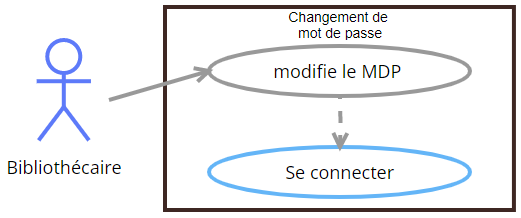 Changement de
mot de passe
modifie le MDP
Bibliothécaire
Se connecter